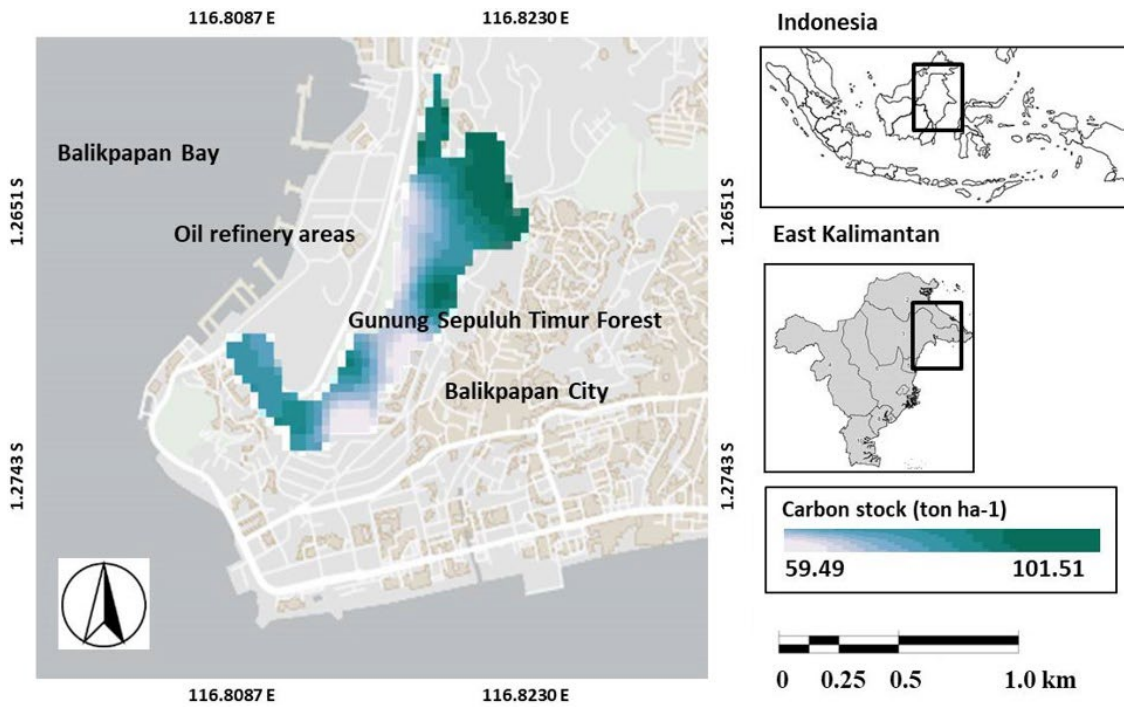 116.8087 E
116.8230 E
Indonesia
Balikpapan Bay
1.2651 S
1.2651 S
Oil refinery areas
East Kalimantan
Gunung Sepuluh Timur Forest
Balikpapan City
1.2743 S
1.2743 S
Carbon stock (ton ha-1)
59.49
101.51
0 0.25 0.5 1.0 km
116.8087 E
116.8230 E